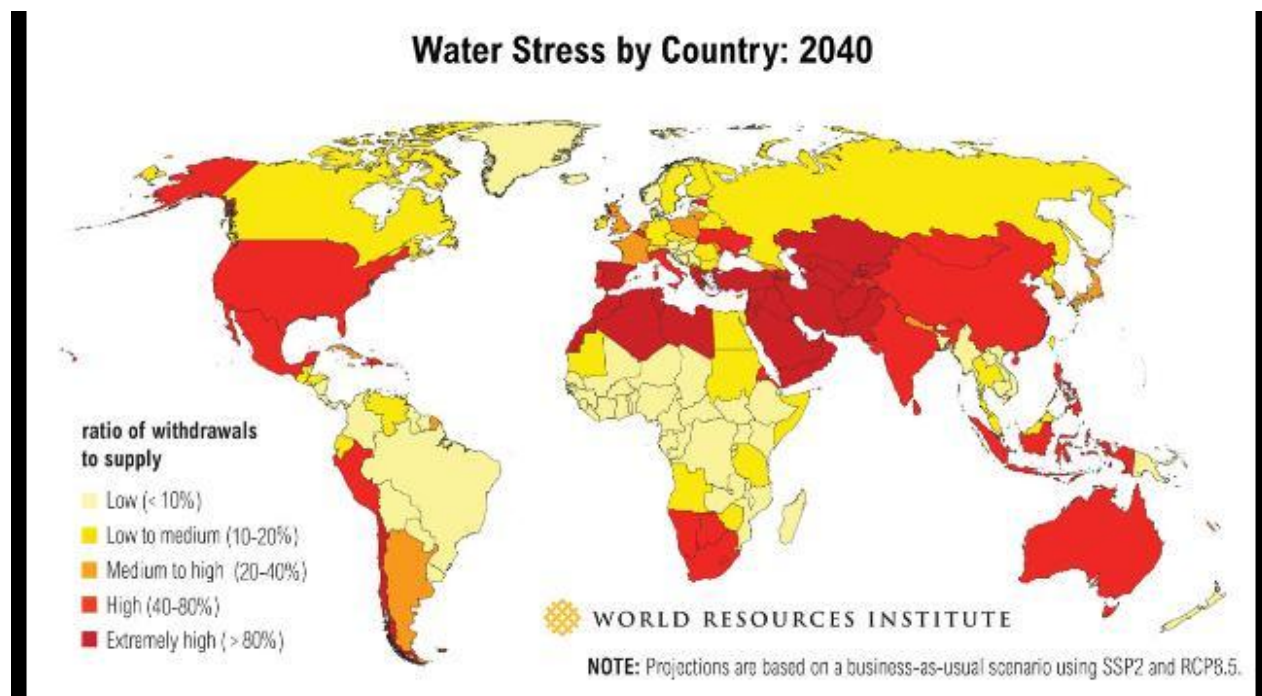 Water Stress by Country: 2040
ratio of withdrawals
to supply
Low (< 10%)
Low to medium (10-20%)
Medium to high (20-40%)
High (40-80%)
Extremely high (> 80%)
WORLD RESOURCES INSTITUTE
NOTE: Projections are based on a business-as-usual scenario using SSP2 and RCP8.5.